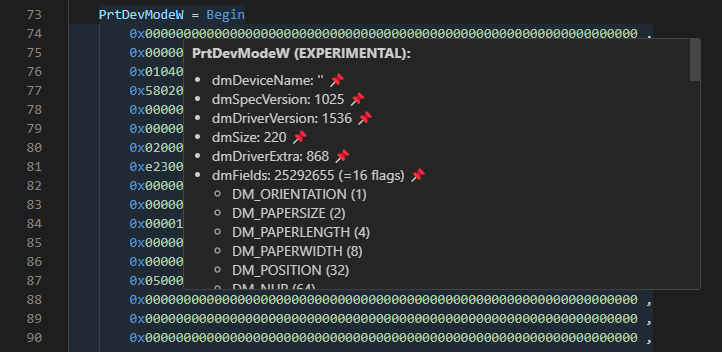 73 PrtDevModeW = Begin
74 0x0000000000000000000000000000000000000000000000000000000000000000 ,
75 0x00000
76 0x01040
77 0x58020
78 0x00000
79 0x00000
80 0x02000
81 0xe2300
82 0x00000
83 0x00000
84 0x00001
85 0x00000
86 0x00000
87 0x05000
88 0x0000000000000000000000000000000000000000000000000000000000000000 ,
89 0x0000000000000000000000000000000000000000000000000000000000000000 ,
90 0x0000000000000000000000000000000000000000000000000000000000000000 ,
PrtDevModeW (EXPERIMENTAL):
• dmDeviceName: '' 📌
• dmSpecVersion: 1025 📌
• dmDriverVersion: 1536 📌
• dmSize: 220 📌
• dmDriverExtra: 868 📌
• dmFields: 25292655 (=16 flags) 📌
◦ DM_ORIENTATION (1)
◦ DM_PAPERSIZE (2)
◦ DM_PAPERLENGTH (4)
◦ DM_PAPERWIDTH (8)
◦ DM_POSITION (32)
◦ DM_NUP (64)